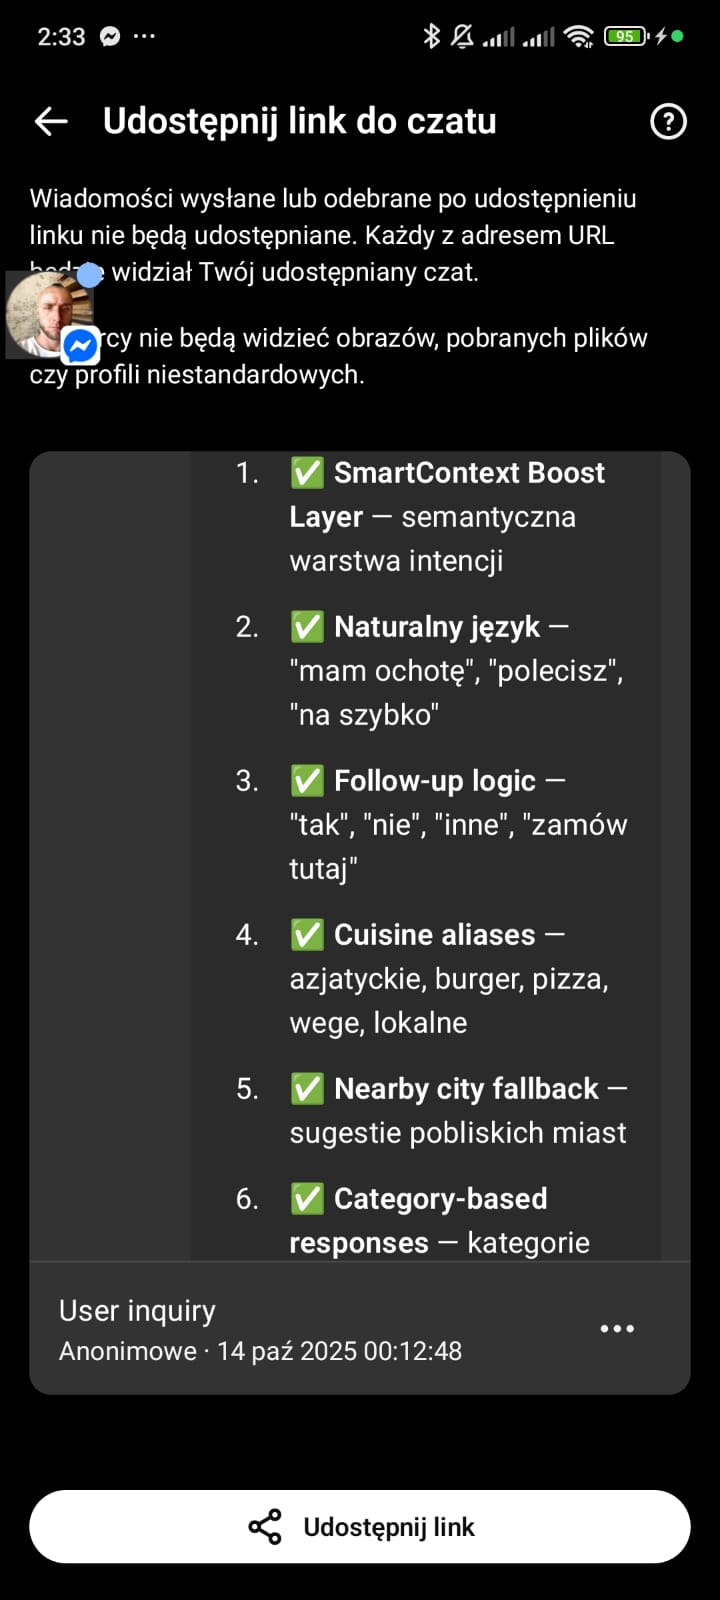 2:33
95
Udostępnij link do czatu
Wiadomości wysłane lub odebrane po udostępnieniu
linku nie będą udostępniane. Każdy z adresem URL
widział Twój udostępniany czat.
nie będą widzieć obrazów, pobranych plików
czy profili niestandardowych.
1. ✅ SmartContext Boost
Layer — semantyczna
warstwa intencji
2. ✅ Naturalny język —
"mam ochotę", "polecisz",
"na szybko"
3. ✅ Follow-up logic —
"tak", "nie", "inne", "zamów
tutaj"
4. ✅ Cuisine aliases —
azjatyckie, burger, pizza,
wege, lokalne
5. ✅ Nearby city fallback —
sugestie pobliskich miast
6. ✅ Category-based
responses — kategorie
User inquiry
Anonimowe · 14 paź 2025 00:12:48
Udostępnij link